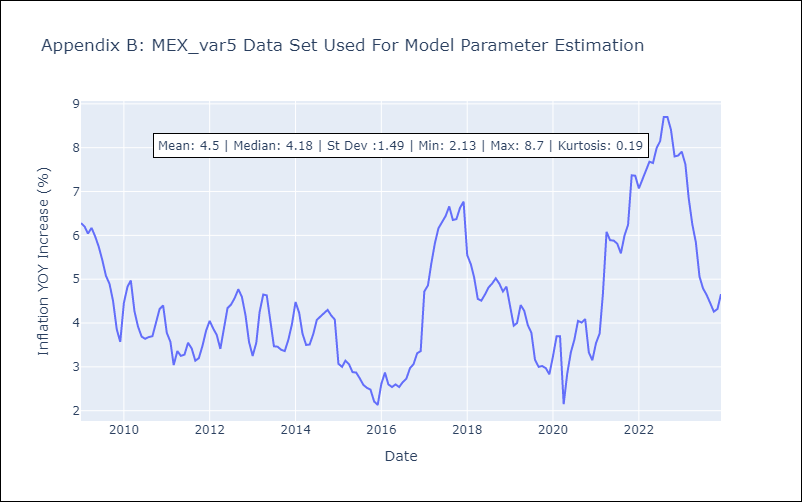 Appendix B: MEX_var5 Data Set Used For Model Parameter Estimation
9
Mean: 4.5 | Median: 4.18 | St Dev :1.49 | Min: 2.13 | Max: 8.7 | Kurtosis: 0.19
8
7
6
5
4
3
2
Inflation YOY Increase (%)
2010 2012 2014 2016 2018 2020 2022
Date